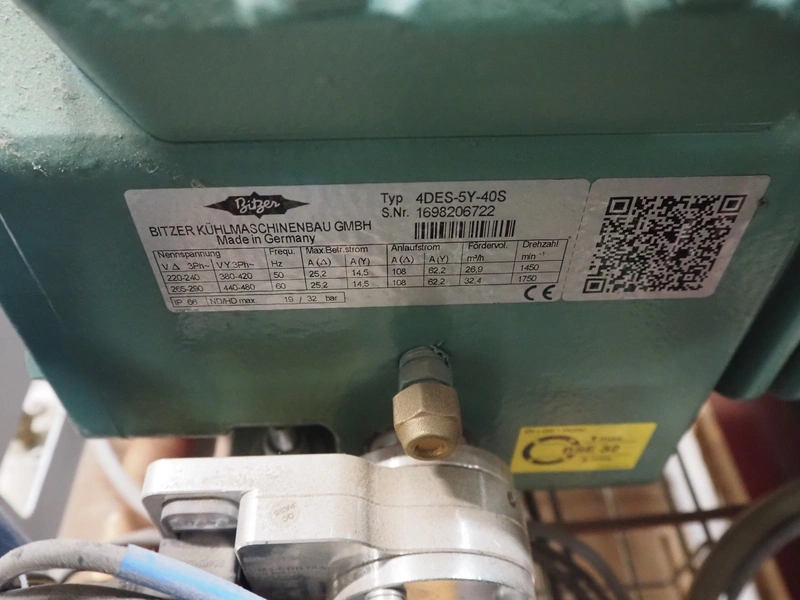 Bitzer
BITZER KÜHLMASCHINENBAU GMBH
Made in Germany
Typ 4DES-5Y-40S
S.Nr. 1698206722
Nennspannung Frequ. Max.Betr.strom Anlaufstrom Fördervol. Drehzahl
V Δ 3Ph~ V Y 3Ph~ Hz A (Δ) A (Y) A (Δ) A (Y) m³/h min -1
220-240 380-420 50 25,2 14,5 108 62,2 26,9 1450
265-290 440-480 60 25,2 14,5 108 62,2 32,4 1750
IP 66 ND/HD max 19 / 32 bar
CE
BSE 32